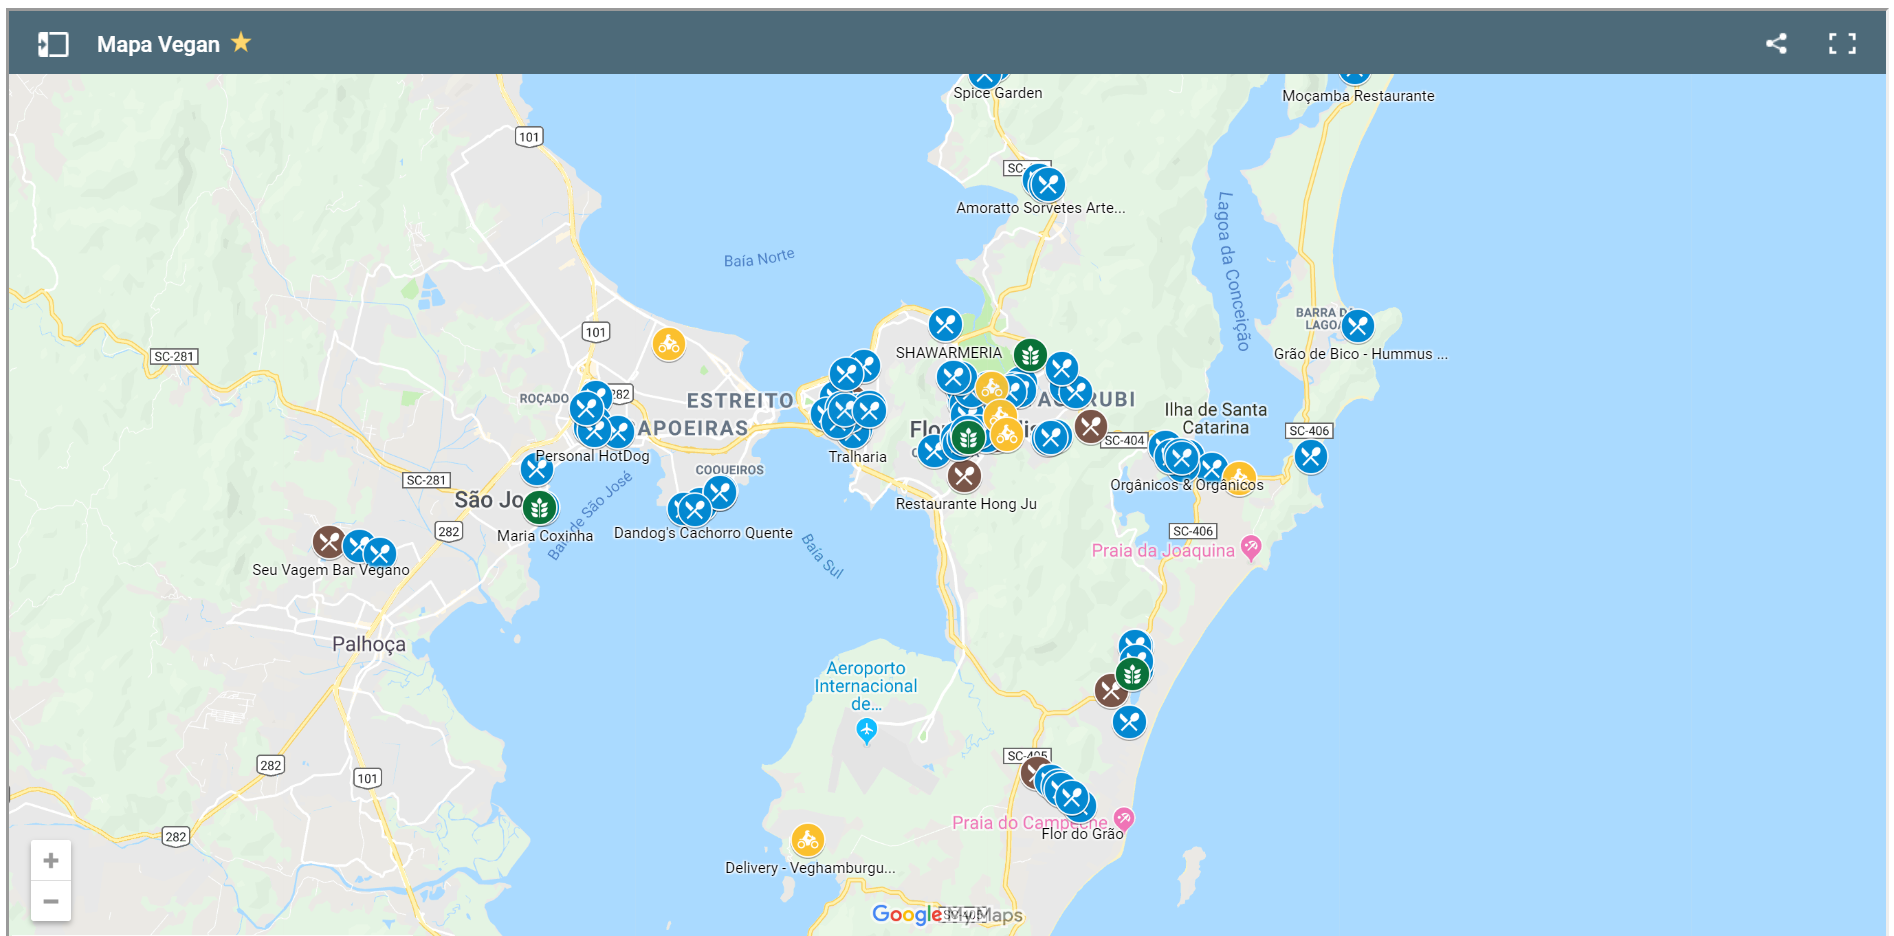 Mapa Vegan
Spice Garden
Moçamba Restaurante
101
SC-
Amoratto Sorvetes Arte...
Lagoa da Conceição
Baía Norte
BARRA D
LAGOA
101
SHAWARMERIA
Grão de Bico - Hummus ...
SC-281
282
ROÇADO
ESTREITO
RUBI
Ilha de Santa
Catarina
APOEIRAS
SC-404
SC-406
Personal HotDog
Tralharia
COQUEIROS
SC-281
Orgânicos & Orgânicos
São Jo
Restaurante Hong Ju
Baía de São José
282
Maria Coxinha
Dandog's Cachorro Quente
SC-406
Baía Sul
Praia da Joaquina
Seu Vagem Bar Vegano
Palhoça
Aeroporto
Internacional
de...
SC-405
282
101
Praia do Campeche
Flor do Grão
282
Delivery - Veghamburgu...
+
−
Google My Maps